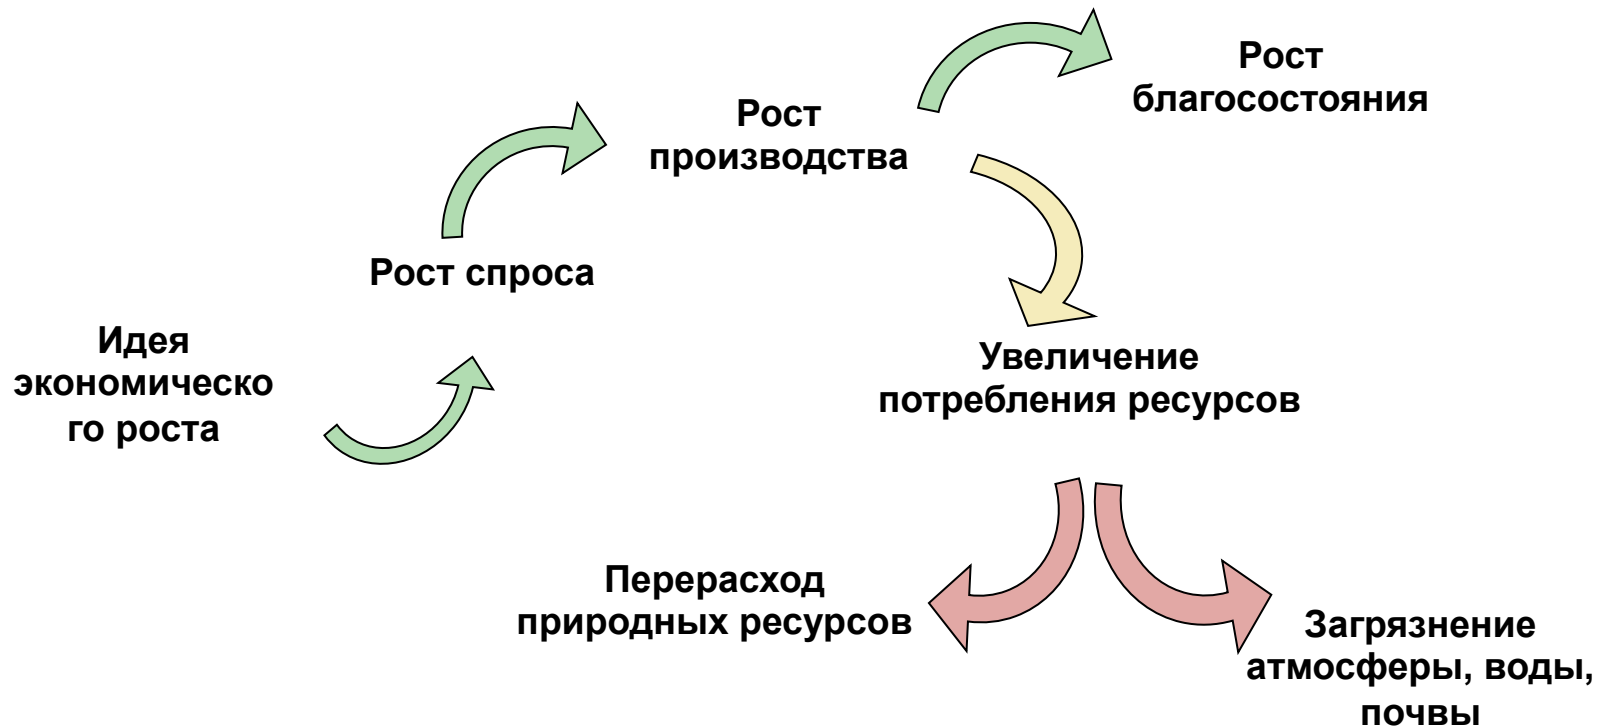 Рост
благосостояния
Рост
производства
Рост спроса
Идея
экономическо
го роста
Увеличение
потребления ресурсов
Перерасход
природных ресурсов
Загрязнение
атмосферы, воды,
почвы